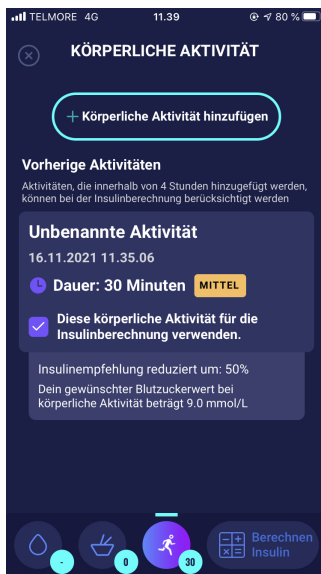 TELMORE 4G 11.39 80 %
KÖRPERLICHE AKTIVITÄT
+ Körperliche Aktivität hinzufügen
Vorherige Aktivitäten
Aktivitäten, die innerhalb von 4 Stunden hinzugefügt werden,
können bei der Insulinberechnung berücksichtigt werden
Unbenannte Aktivität
16.11.2021 11.35.06
Dauer: 30 Minuten MITTEL
Diese körperliche Aktivität für die
Insulinberechnung verwenden.
Insulinempfehlung reduziert um: 50%
Dein gewünschter Blutzuckerwert bei
körperliche Aktivität beträgt 9.0 mmol/L
- 0 30 Berechnen
Insulin